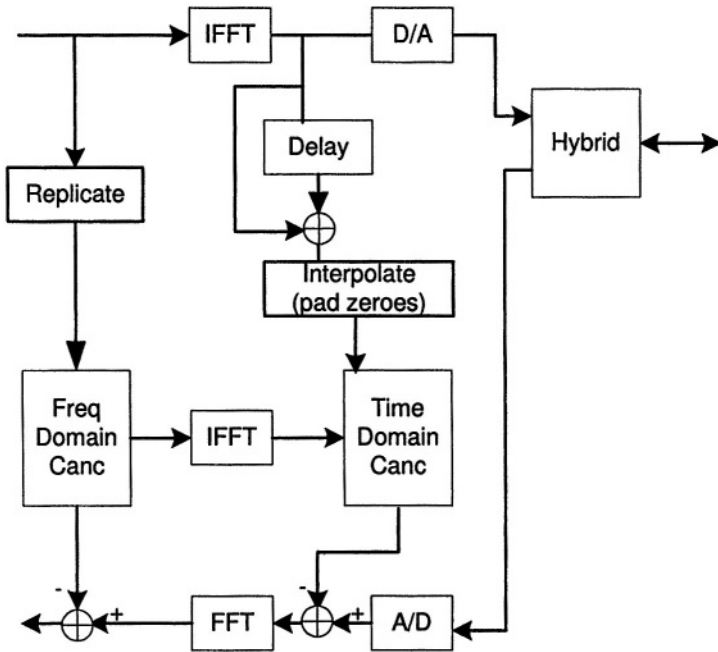 IFFT
D/A
Hybrid
Delay
Replicate
Interpolate
(pad zeroes)
Freq
Domain
Canc
IFFT
Time
Domain
Canc
-
-
+
FFT
+
A/D